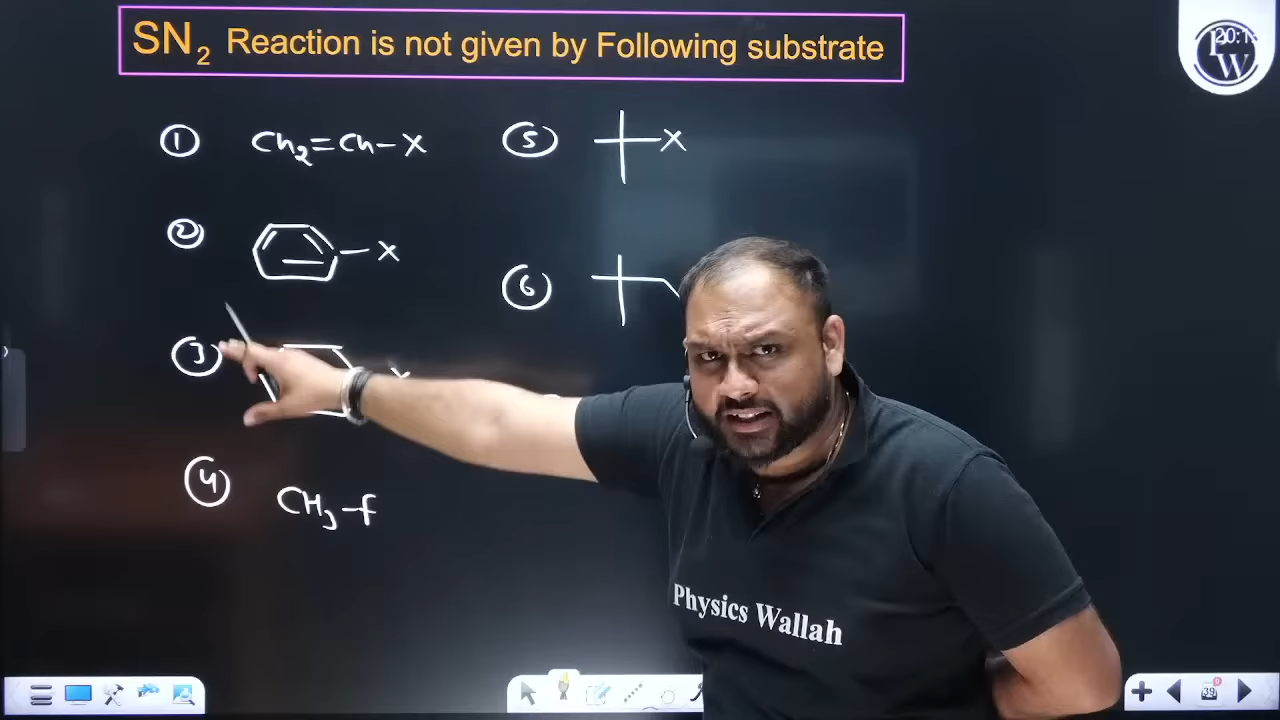 SN₂ Reaction is not given by Following substrate
① CH₂=CH-X
② -X
③
④ CH₃-f
⑤ X
⑥
Physics Wallah
39